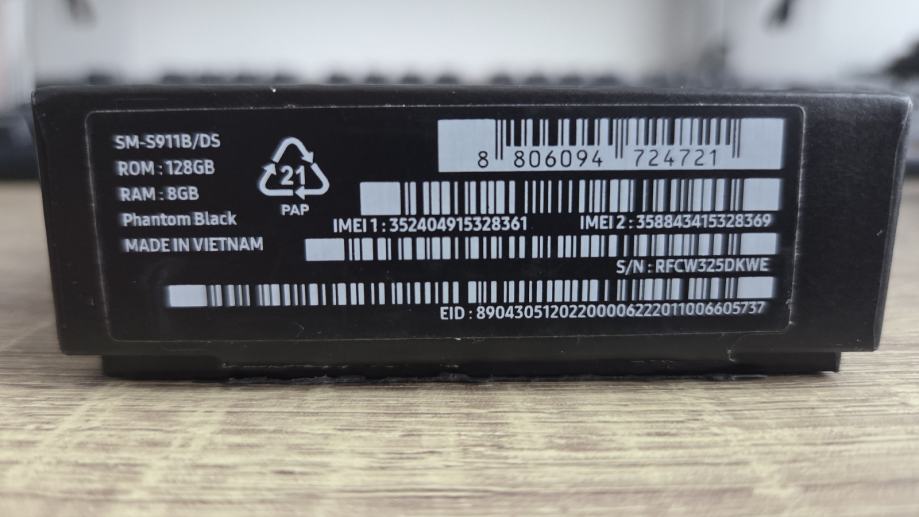 SM-S911B/DS
ROM : 128GB
RAM : 8GB
Phantom Black
MADE IN VIETNAM
21
PAP
8 806094 724721
IMEI 1 : 352404915328361 IMEI 2 : 358843415328369
S/N : RFCW325DKWE
EID : 89043051202200006222011006605737